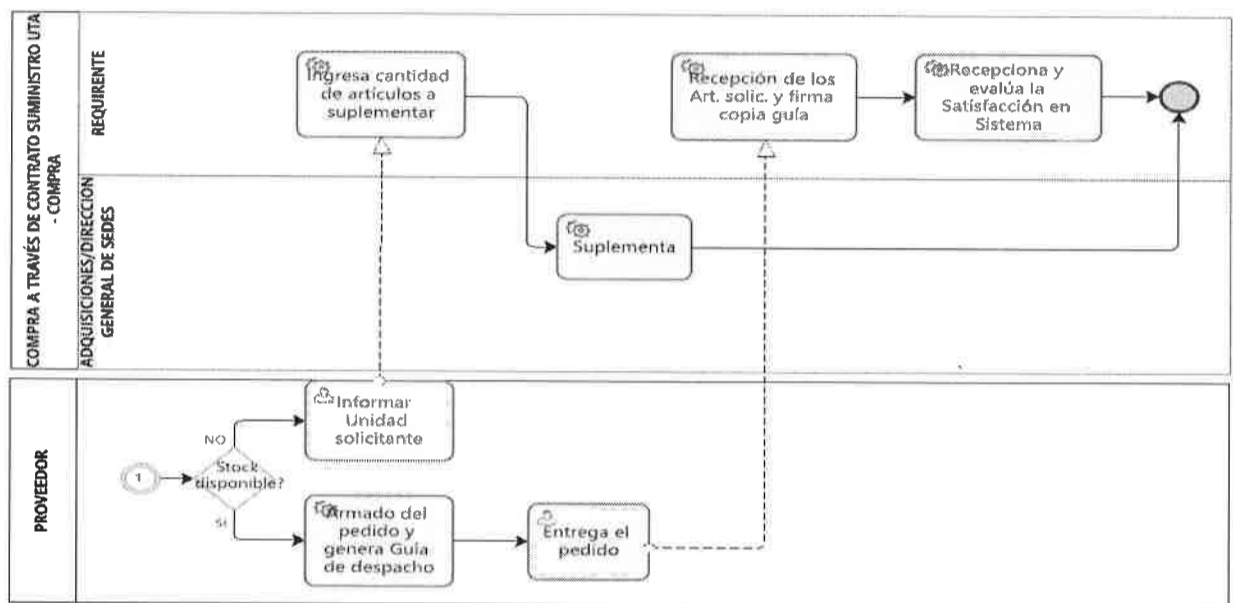 COMPRA A TRAVÉS DE CONTRATO SUMINISTRO UTA
- COMPRA
REQUIRENTE
Ingresa cantidad
de artículos a
suplementar
Recepción de los
Art. solic. y firma
copia guía
Recepciona y
evalúa la
Satisfacción en
Sistema
ADQUISICIONES/DIRECCION
GENERAL DE SEDES
Suplementa
PROVEEDOR
1
Stock
disponible?
NO
SI
Informar
Unidad
solicitante
Armado del
pedido y
genera Guía
de despacho
Entrega el
pedido